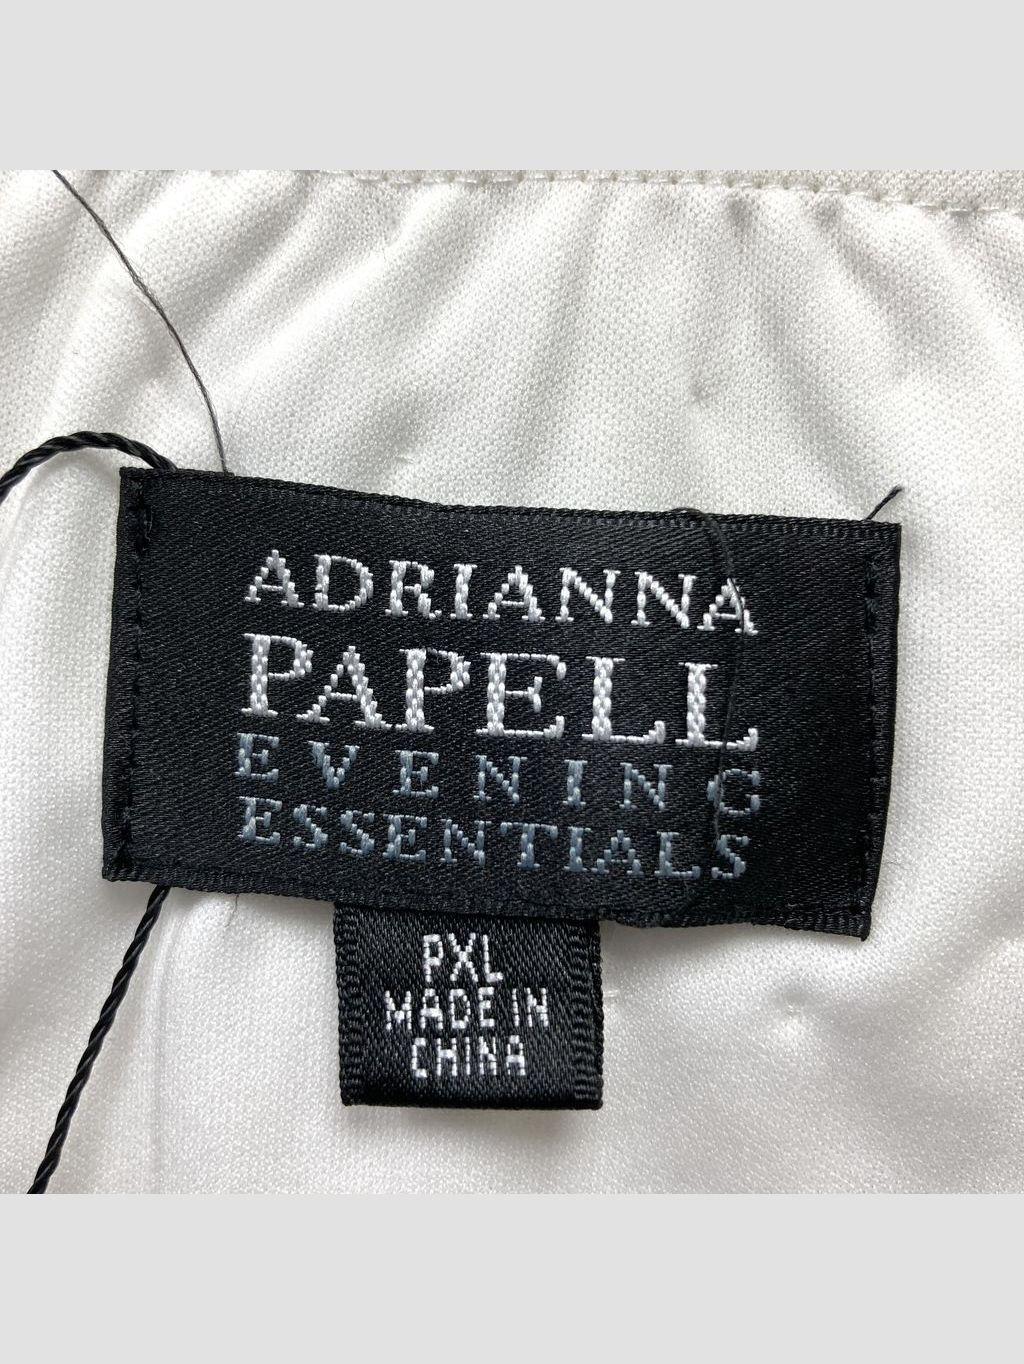 ADRIANNA
PAPELL
EVENING
ESSENTIALS
PXL
MADE IN
CHINA